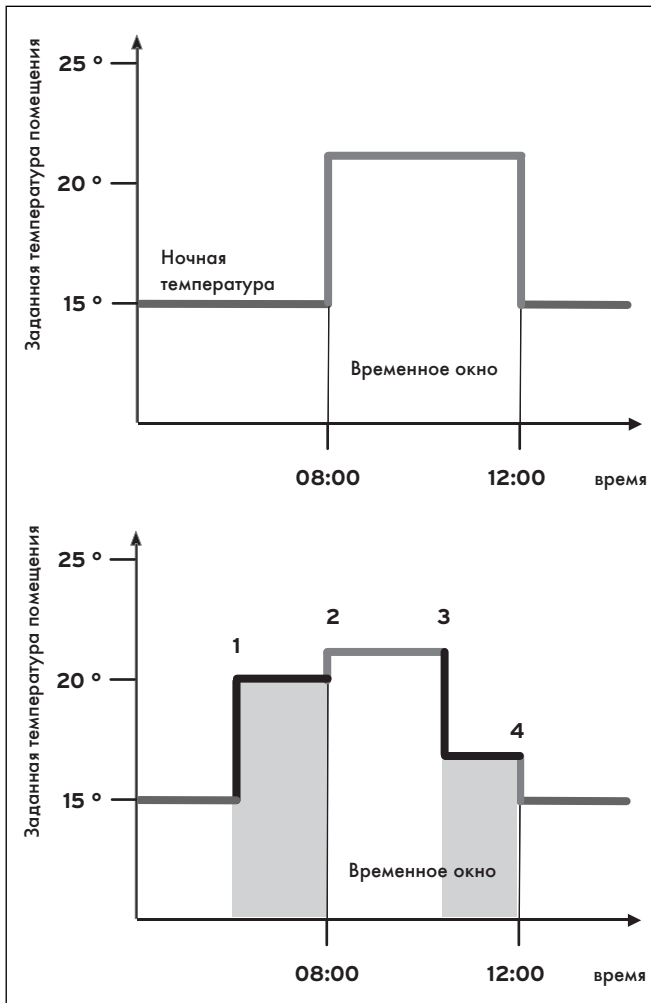 Заданная температура помещения
25 °
20 °
15 °
Ночная
температура
Временное окно
08:00
12:00
время
Заданная температура помещения
25 °
20 °
15 °
1
2
3
4
Временное окно
08:00
12:00
время